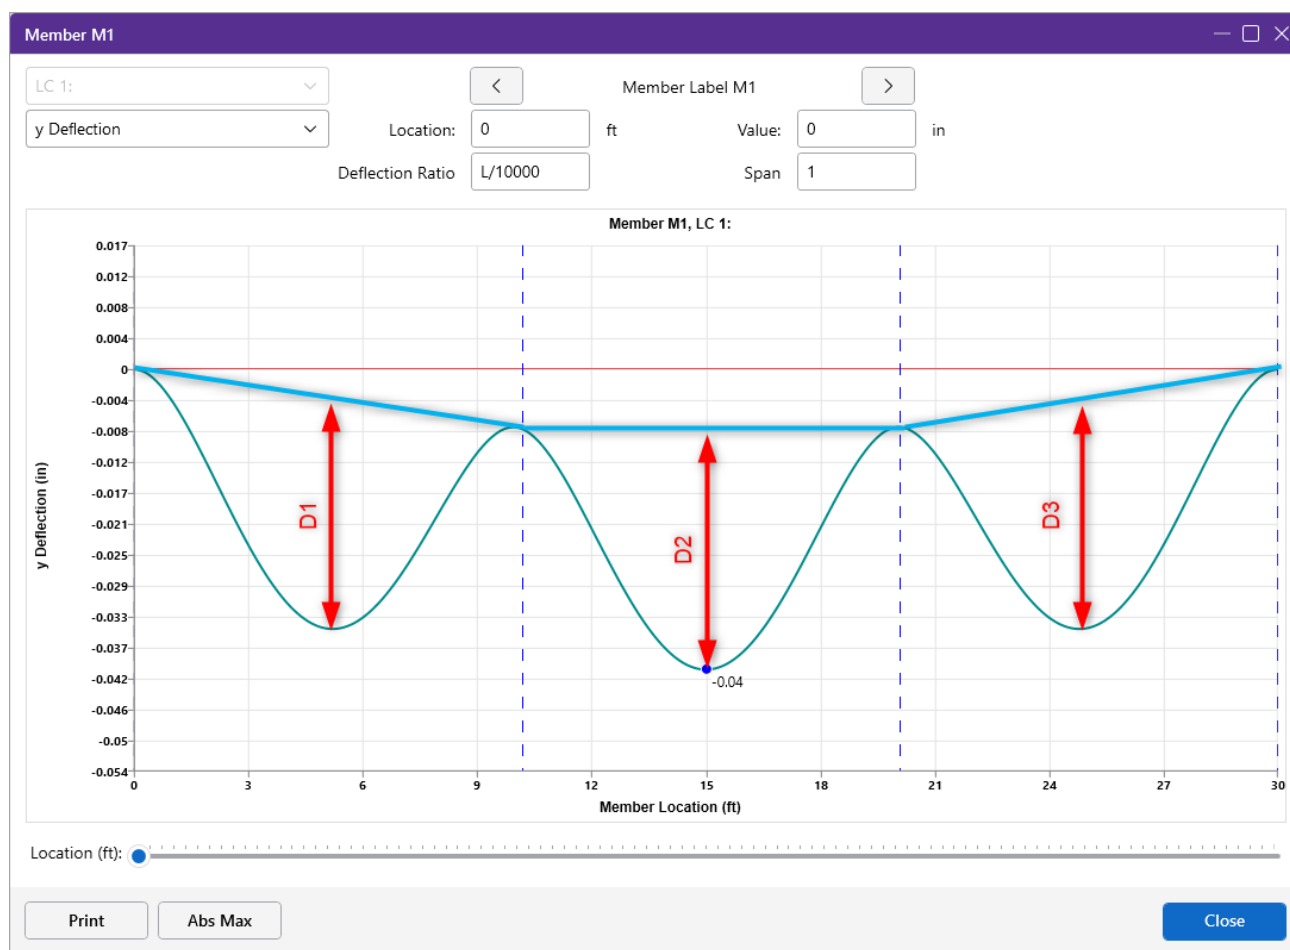 Member M1
LC 1:
Member Label M1
y Deflection
Location: 0 ft
Value: 0 in
Deflection Ratio L/10000
Span 1
Member M1, LC 1:
0.017
0.012
0.008
0.004
0
-0.004
-0.008
-0.012
-0.017
-0.021
-0.025
-0.029
-0.033
-0.037
-0.042
-0.046
-0.05
-0.054
y Deflection (in)
D1
D2
D3
-0.04
0 3 6 9 12 15 18 21 24 27 30
Member Location (ft)
Location (ft):
Print
Abs Max
Close